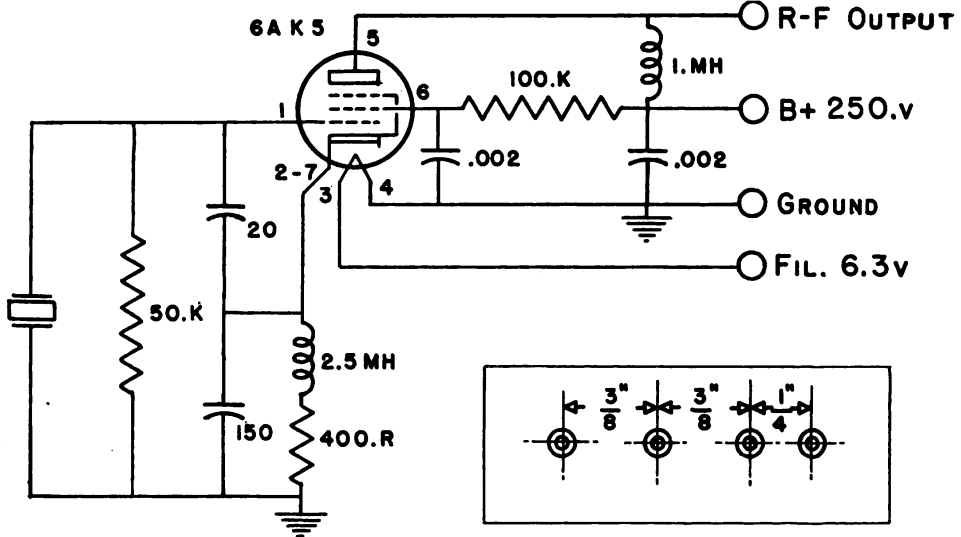 6AK5
5
R-F OUTPUT
1.MH
100.K
6
1
B+ 250.V
.002
.002
2-7
3
4
GROUND
20
FIL. 6.3V
50.K
2.5 MH
150
400.R
3" 3" 1"
8 8 4